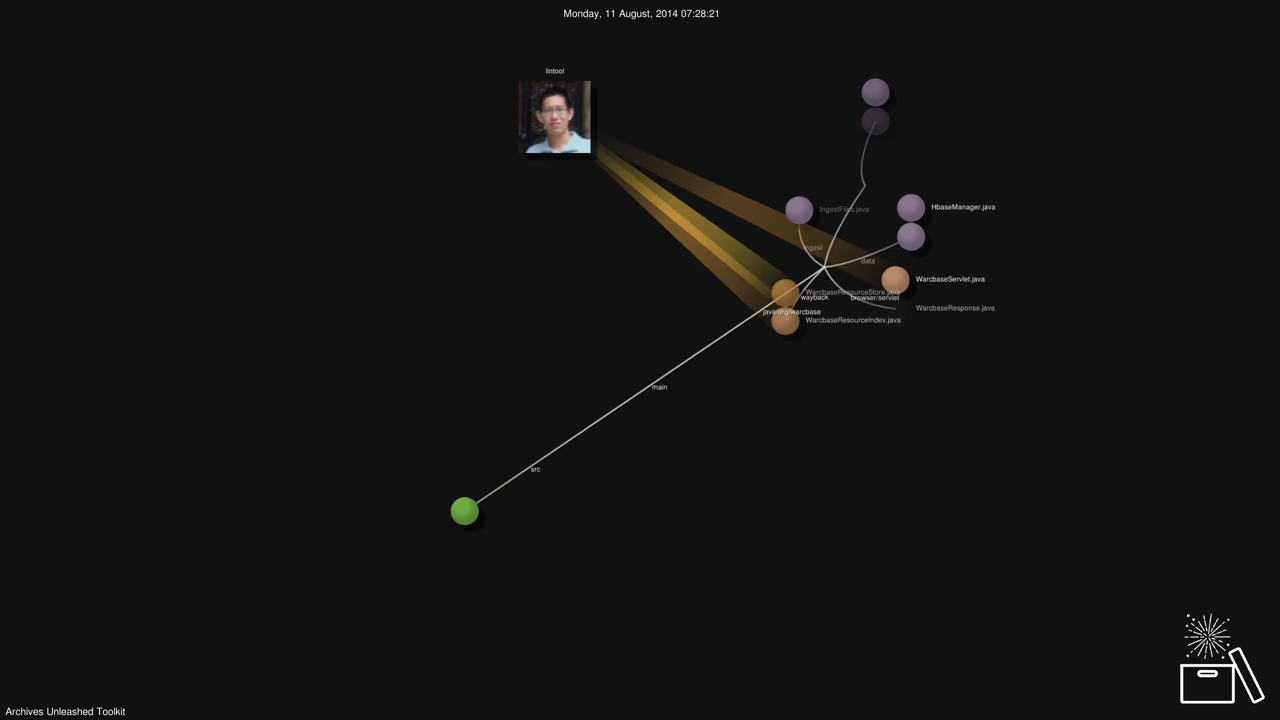 Monday, 11 August, 2014 07:28:21
lintool
HbaseManager.java
IngestFiles.java
ingest
data
WarcbaseServlet.java
WarcbaseResourceStore.java
wayback
browser/servlet
WarcbaseResponse.java
java/org/warcbase
WarcbaseResourceIndex.java
main
src
Archives Unleashed Toolkit